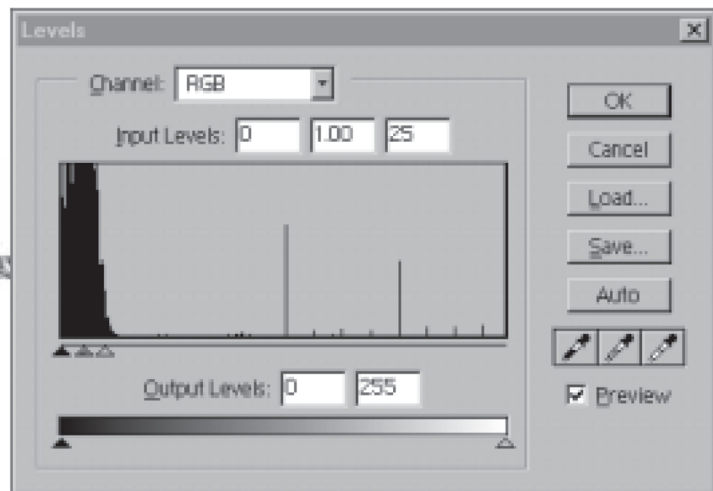 Levels
Channel: RGB
Input Levels: 0 1.00 25
Output Levels: 0 255
OK
Cancel
Load...
Save...
Auto
Preview